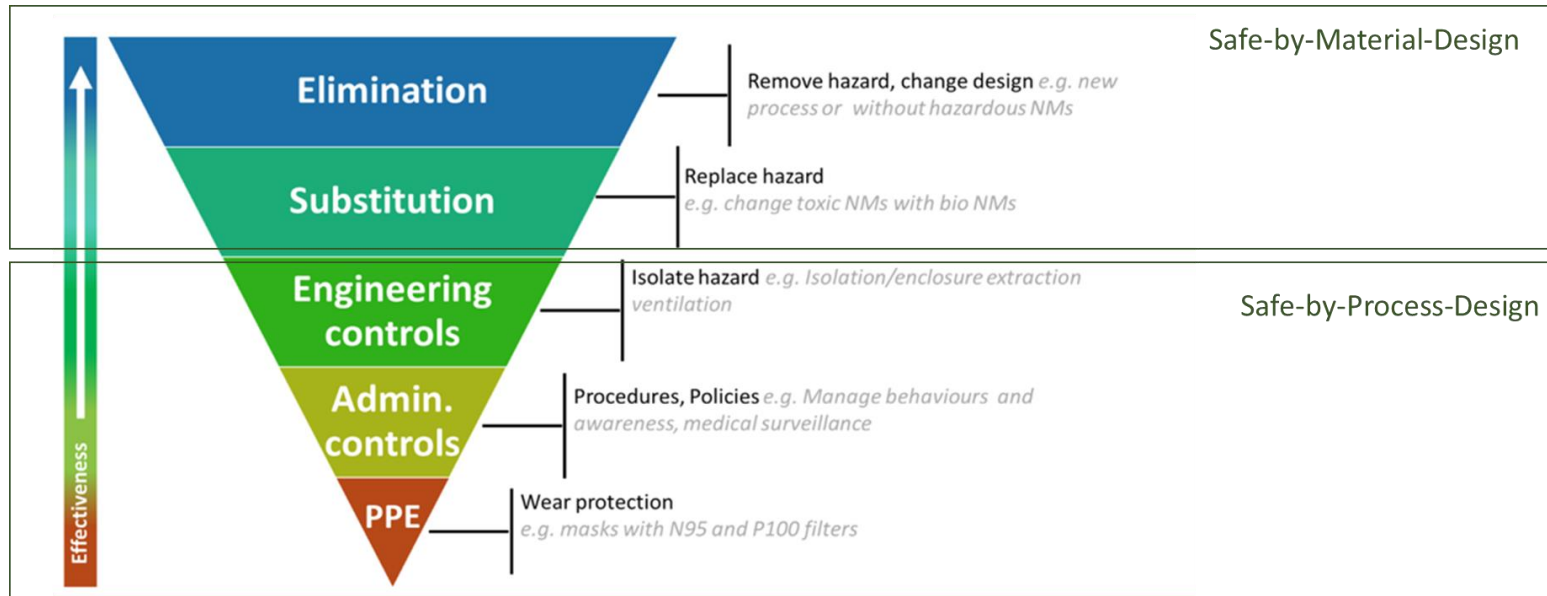 Safe-by-Material-Design
Elimination
Remove hazard, change design e.g. new
process or without hazardous NMs
Substitution
Replace hazard
e.g. change toxic NMs with bio NMs
Engineering
controls
Isolate hazard e.g. Isolation/enclosure extraction
ventilation
Safe-by-Process-Design
Admin.
controls
Procedures, Policies e.g. Manage behaviours and
awareness, medical surveillance
PPE
Wear protection
e.g. masks with N95 and P100 filters
Effectiveness